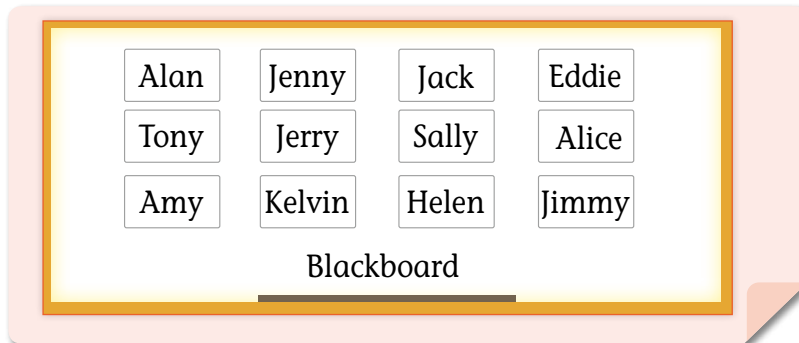 Alan Jenny Jack Eddie
Tony Jerry Sally Alice
Amy Kelvin Helen Jimmy
Blackboard